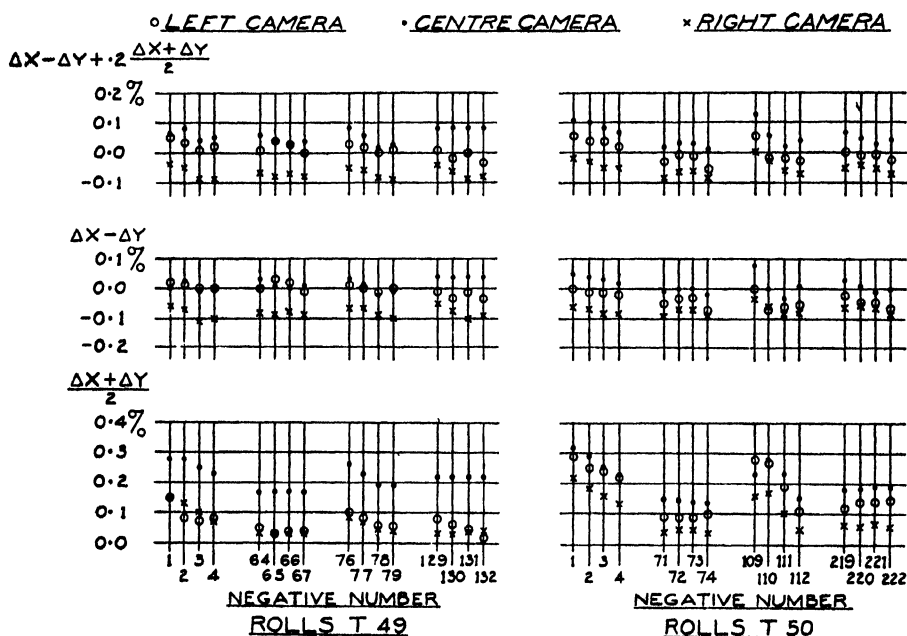 ○ LEFT CAMERA • CENTRE CAMERA × RIGHT CAMERA
ΔX-ΔY+·2 ΔX+ΔY/2
0·2%
0·1
0·0
-0·1
ΔX-ΔY
0·1%
0·0
-0·1
-0·2
ΔX+ΔY/2
0·4%
0·3
0·2
0·1
0·0
1 3 64 66 76 78 129 131 1 3 71 73 109 111 219 221
2 4 65 67 77 79 130 132 2 4 72 74 110 112 220 222
NEGATIVE NUMBER NEGATIVE NUMBER
ROLLS T 49 ROLLS T 50